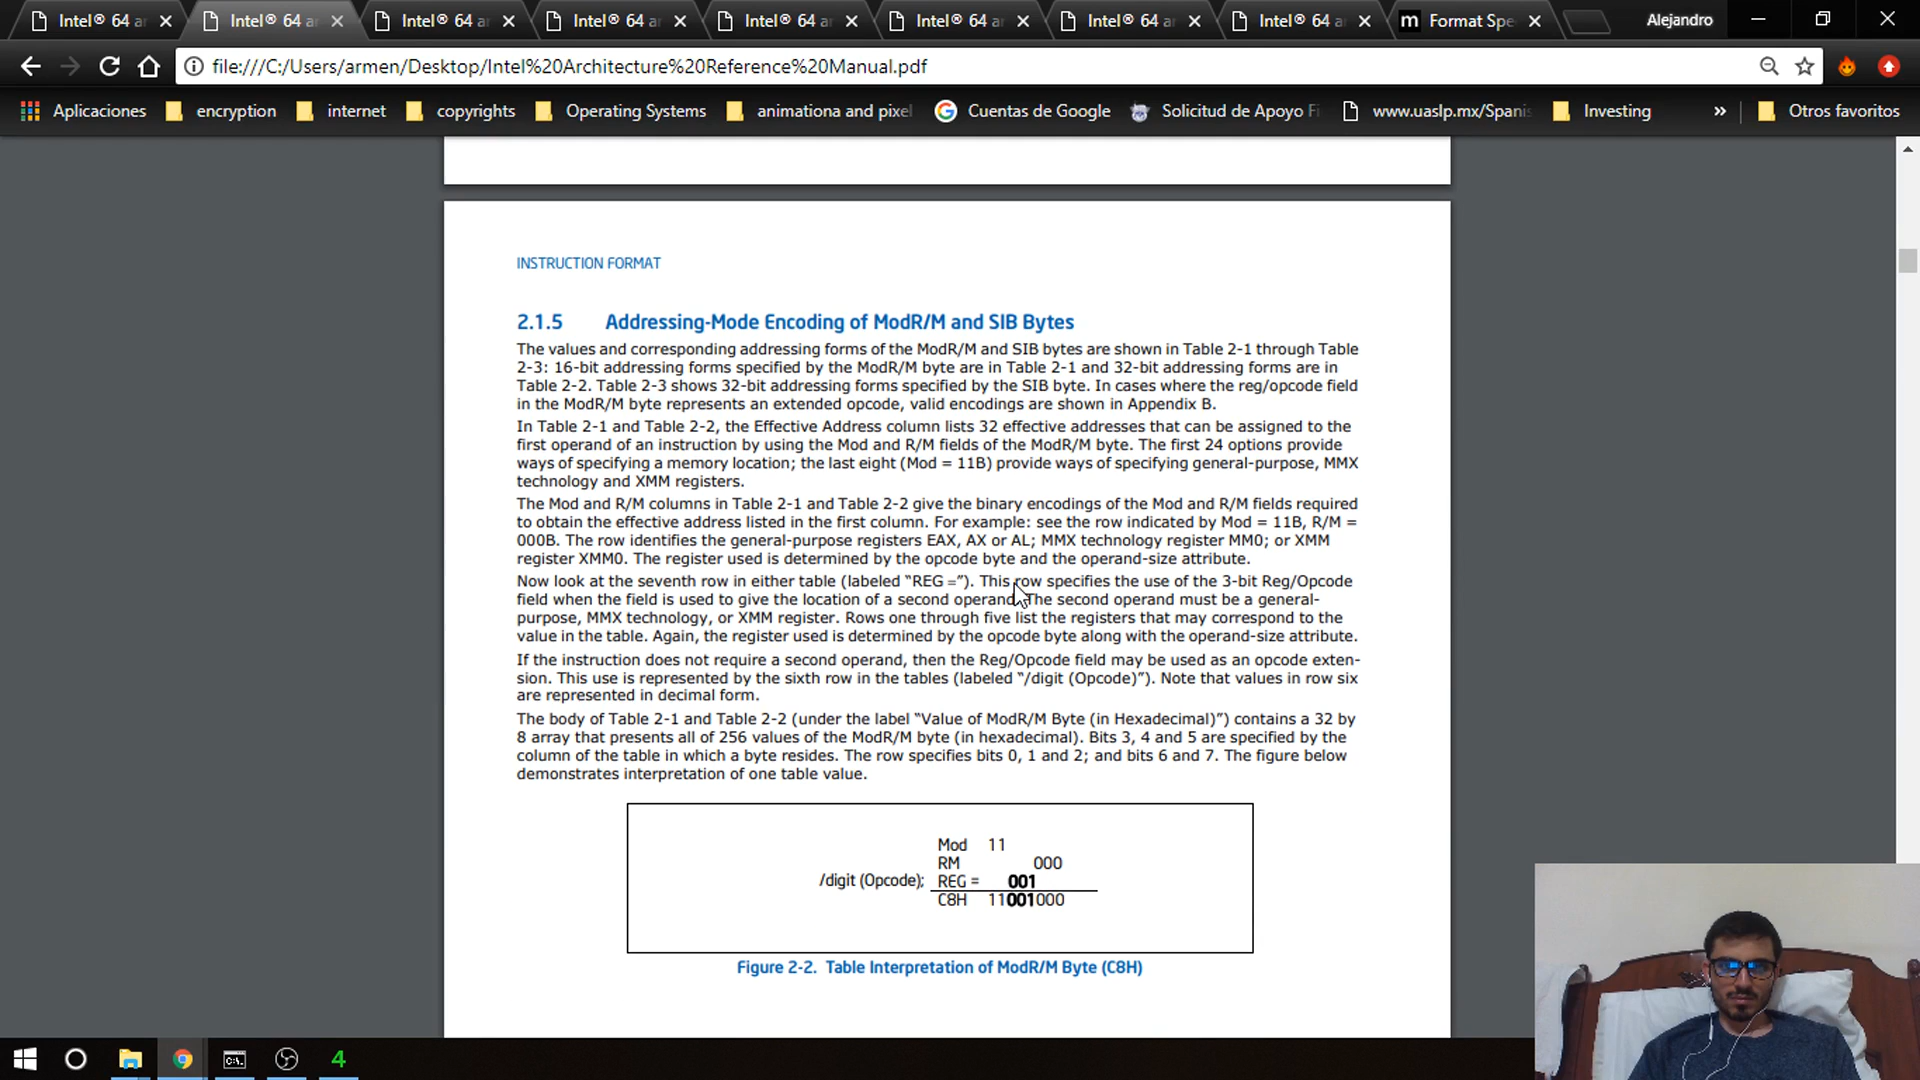 Intel® 64 ar
Intel® 64 ar
Intel® 64 ar
Intel® 64 ar
Intel® 64 ar
Intel® 64 ar
Intel® 64 ar
Intel® 64 ar
m Format Spe
Alejandro
file:///C:/Users/armen/Desktop/Intel%20Architecture%20Reference%20Manual.pdf
Aplicaciones
encryption
internet
copyrights
Operating Systems
animationa and pixel
Cuentas de Google
Solicitud de Apoyo Fi
www.uaslp.mx/Spanis
Investing
»
Otros favoritos
INSTRUCTION FORMAT
2.1.5 Addressing-Mode Encoding of ModR/M and SIB Bytes
The values and corresponding addressing forms of the ModR/M and SIB bytes are shown in Table 2-1 through Table
2-3: 16-bit addressing forms specified by the ModR/M byte are in Table 2-1 and 32-bit addressing forms are in
Table 2-2. Table 2-3 shows 32-bit addressing forms specified by the SIB byte. In cases where the reg/opcode field
in the ModR/M byte represents an extended opcode, valid encodings are shown in Appendix B.
In Table 2-1 and Table 2-2, the Effective Address column lists 32 effective addresses that can be assigned to the
first operand of an instruction by using the Mod and R/M fields of the ModR/M byte. The first 24 options provide
ways of specifying a memory location; the last eight (Mod = 11B) provide ways of specifying general-purpose, MMX
technology and XMM registers.
The Mod and R/M columns in Table 2-1 and Table 2-2 give the binary encodings of the Mod and R/M fields required
to obtain the effective address listed in the first column. For example: see the row indicated by Mod = 11B, R/M =
000B. The row identifies the general-purpose registers EAX, AX or AL; MMX technology register MM0; or XMM
register XMM0. The register used is determined by the opcode byte and the operand-size attribute.
Now look at the seventh row in either table (labeled “REG =”). This row specifies the use of the 3-bit Reg/Opcode
field when the field is used to give the location of a second operand. The second operand must be a general-
purpose, MMX technology, or XMM register. Rows one through five list the registers that may correspond to the
value in the table. Again, the register used is determined by the opcode byte along with the operand-size attribute.
If the instruction does not require a second operand, then the Reg/Opcode field may be used as an opcode exten-
sion. This use is represented by the sixth row in the tables (labeled “/digit (Opcode)”). Note that values in row six
are represented in decimal form.
The body of Table 2-1 and Table 2-2 (under the label “Value of ModR/M Byte (in Hexadecimal)”) contains a 32 by
8 array that presents all of 256 values of the ModR/M byte (in hexadecimal). Bits 3, 4 and 5 are specified by the
column of the table in which a byte resides. The row specifies bits 0, 1 and 2; and bits 6 and 7. The figure below
demonstrates interpretation of one table value.
Mod 11
RM 000
/digit (Opcode); REG = 001
C8H 11001000
Figure 2-2. Table Interpretation of ModR/M Byte (C8H)
4